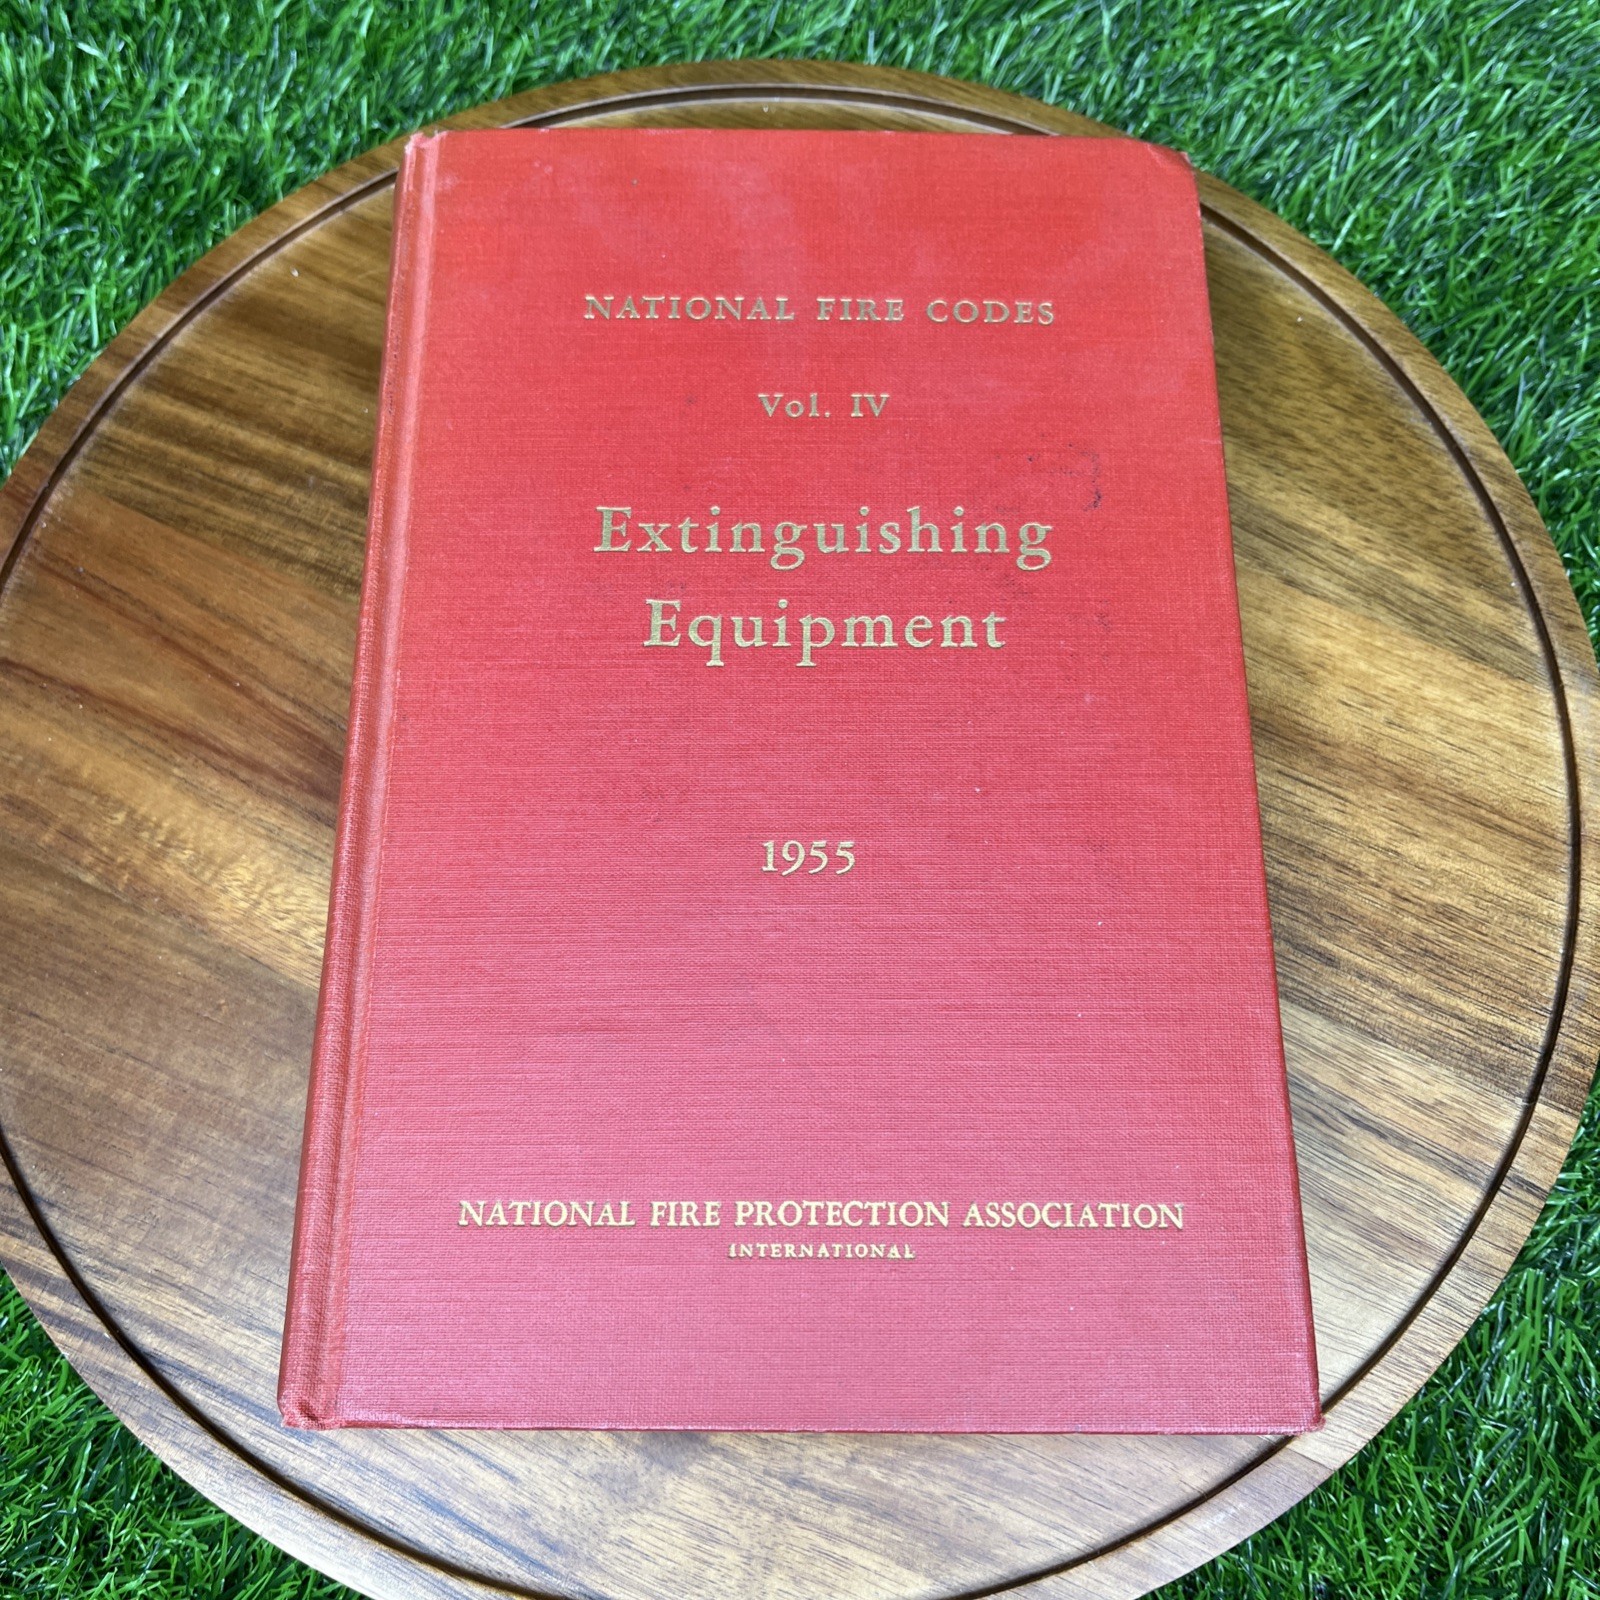 NATIONAL FIRE CODES
Vol. IV
Extinguishing
Equipment
1955
NATIONAL FIRE PROTECTION ASSOCIATION
INTERNATIONAL